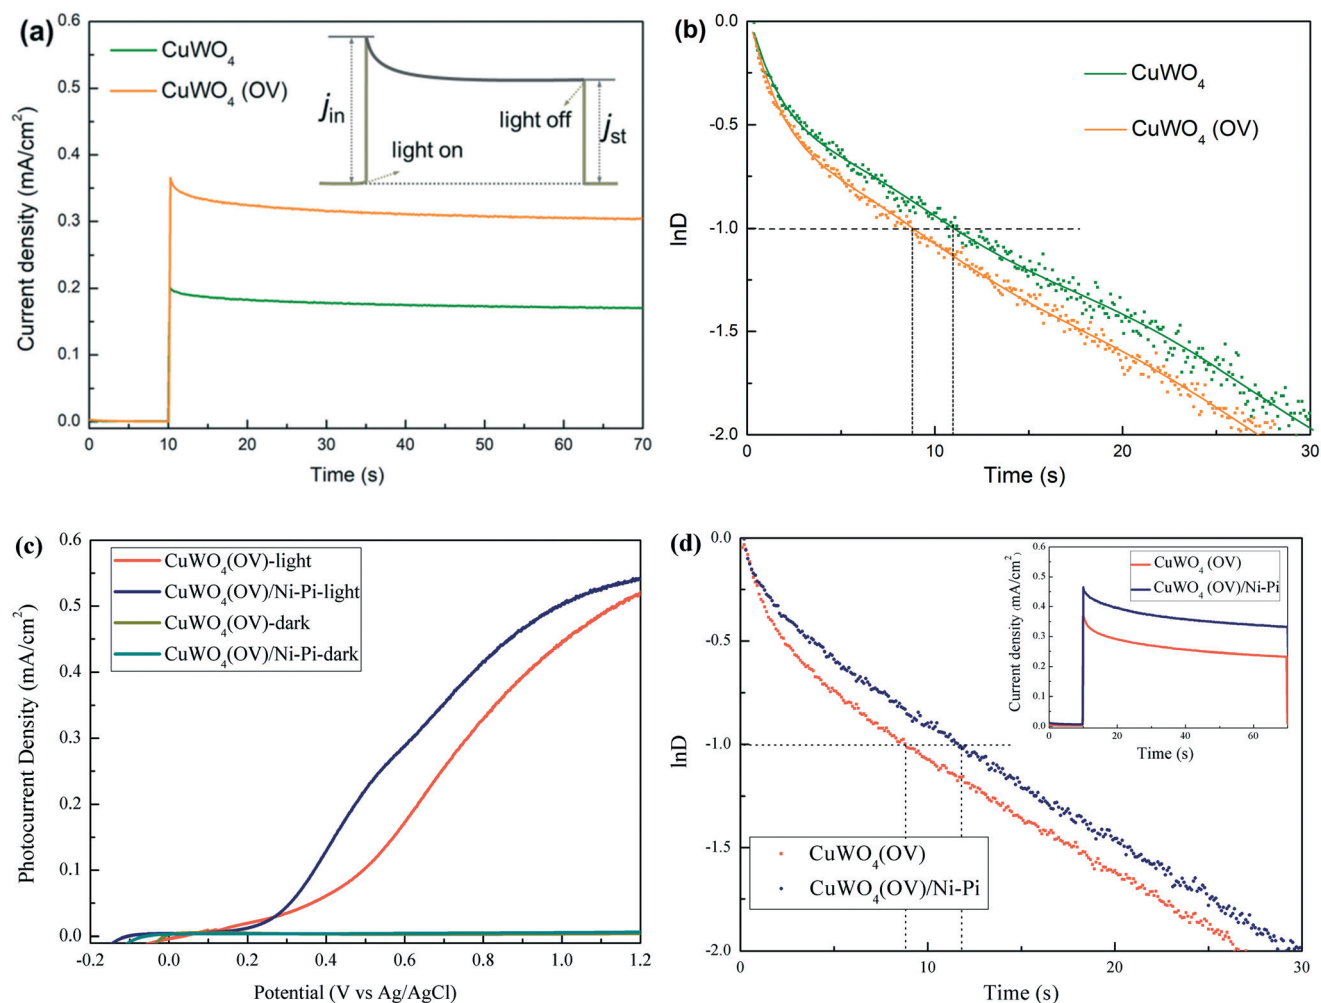 (a)
CuWO4
CuWO4 (OV)
jin
light on
light off
jst
Current density (mA/cm2)
0.6
0.5
0.4
0.3
0.2
0.1
0.0
0 10 20 30 40 50 60 70
Time (s)
(b)
CuWO4
CuWO4 (OV)
lnD
0.0
-0.5
-1.0
-1.5
-2.0
0 10 20 30
Time (s)
(c)
CuWO4(OV)-light
CuWO4(OV)/Ni-Pi-light
CuWO4(OV)-dark
CuWO4(OV)/Ni-Pi-dark
Photocurrent Density (mA/cm2)
0.6
0.5
0.4
0.3
0.2
0.1
0.0
-0.2 0.0 0.2 0.4 0.6 0.8 1.0 1.2
Potential (V vs Ag/AgCl)
(d)
lnD
0.0
-0.5
-1.0
-1.5
-2.0
0 10 20 30
Time (s)
CuWO4(OV)
CuWO4(OV)/Ni-Pi
CuWO4 (OV)
CuWO4 (OV)/Ni-Pi
Current density (mA/cm2)
0.6
0.5
0.4
0.3
0.2
0.1
0.0
0 20 40 60
Time (s)